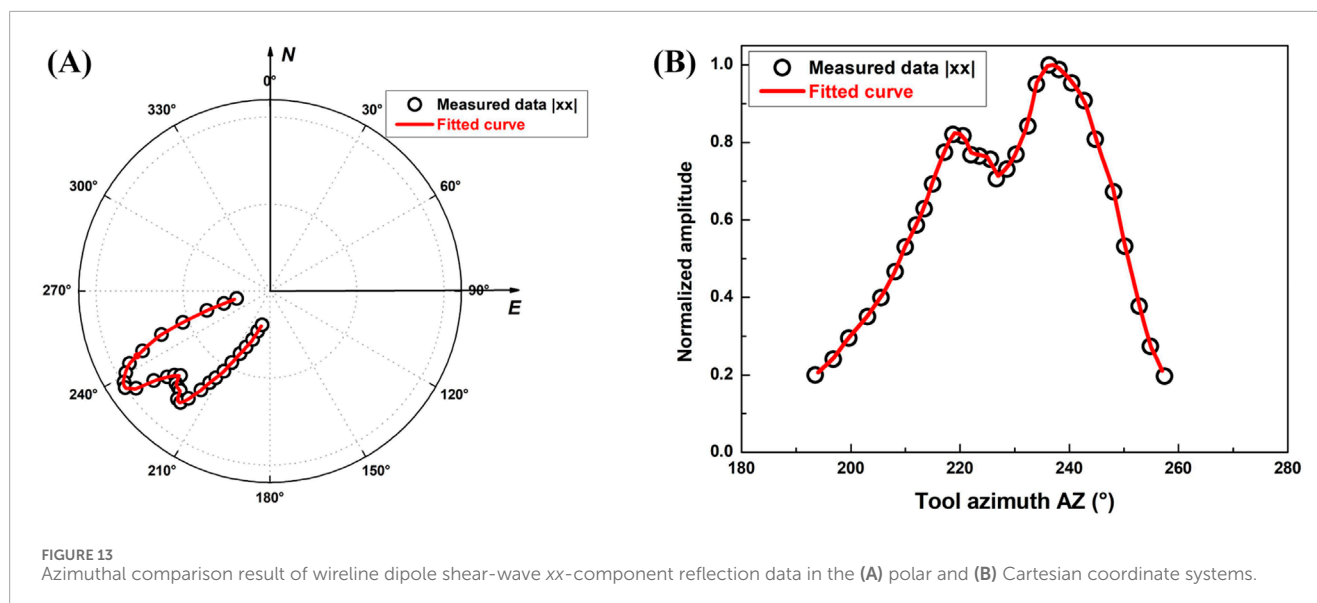 (A)
N
0°
330°
30°
Measured data |xx|
Fitted curve
300°
60°
270°
90°
E
240°
120°
210°
150°
180°
(B)
Measured data |xx|
Fitted curve
1.0
0.8
0.6
0.4
0.2
0.0
Normalized amplitude
180 200 220 240 260 280
Tool azimuth AZ (°)
FIGURE 13
Azimuthal comparison result of wireline dipole shear-wave xx-component reflection data in the (A) polar and (B) Cartesian coordinate systems.